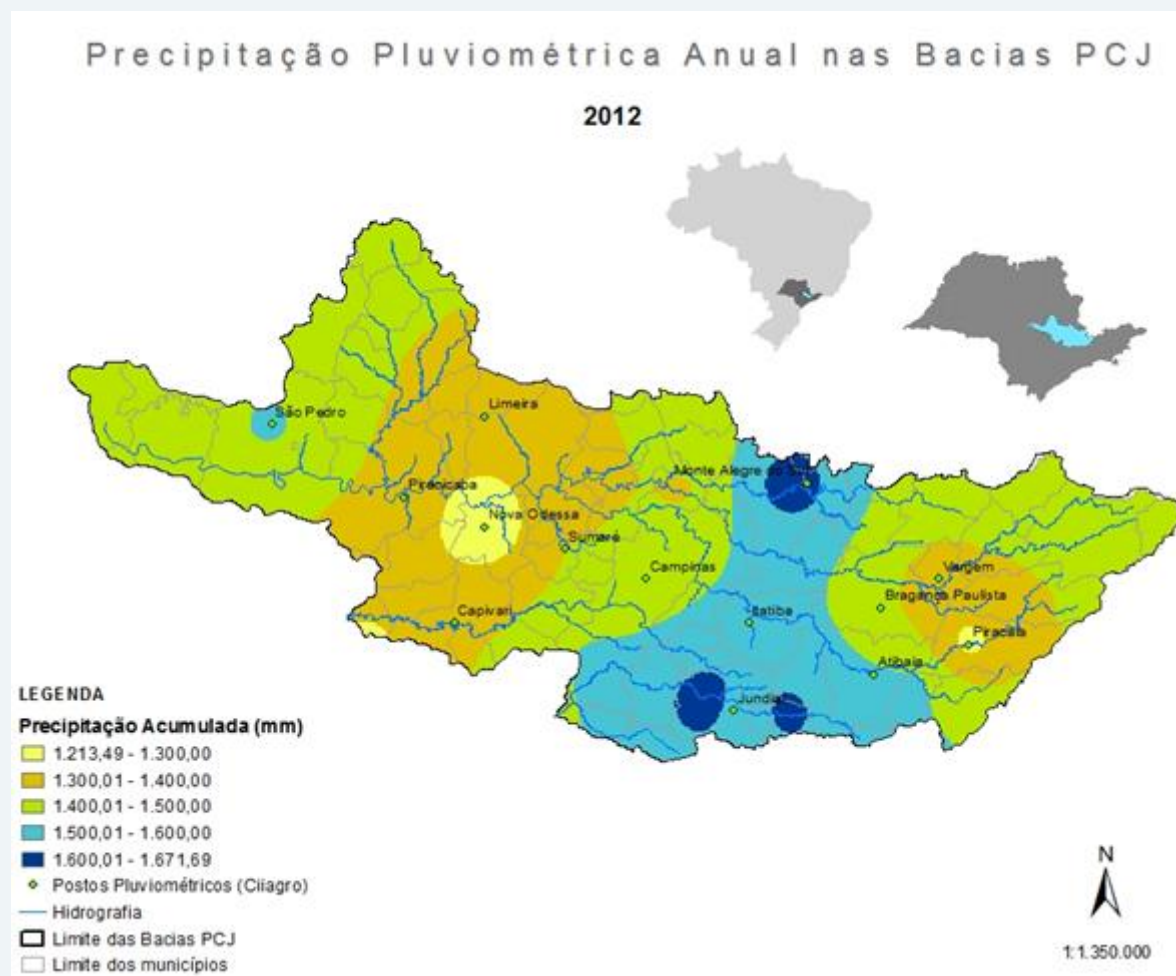 Precipitação Pluviométrica Anual nas Bacias PCJ
2012
São Pedro
Limeira
Monte Alegre do Sul
Piracicaba
Nova Odessa
Sumaré
Campinas
Vargem
Bragança Paulista
Capivari
Itatiba
Piracaia
Atibaia
Jundiaí
LEGENDA
Precipitação Acumulada (mm)
1.213,49 - 1.300,00
1.300,01 - 1.400,00
1.400,01 - 1.500,00
1.500,01 - 1.600,00
1.600,01 - 1.671,69
Postos Pluviométricos (Ciiagro)
Hidrografia
Limite das Bacias PCJ
Limite dos municípios
N
1:1.350.000